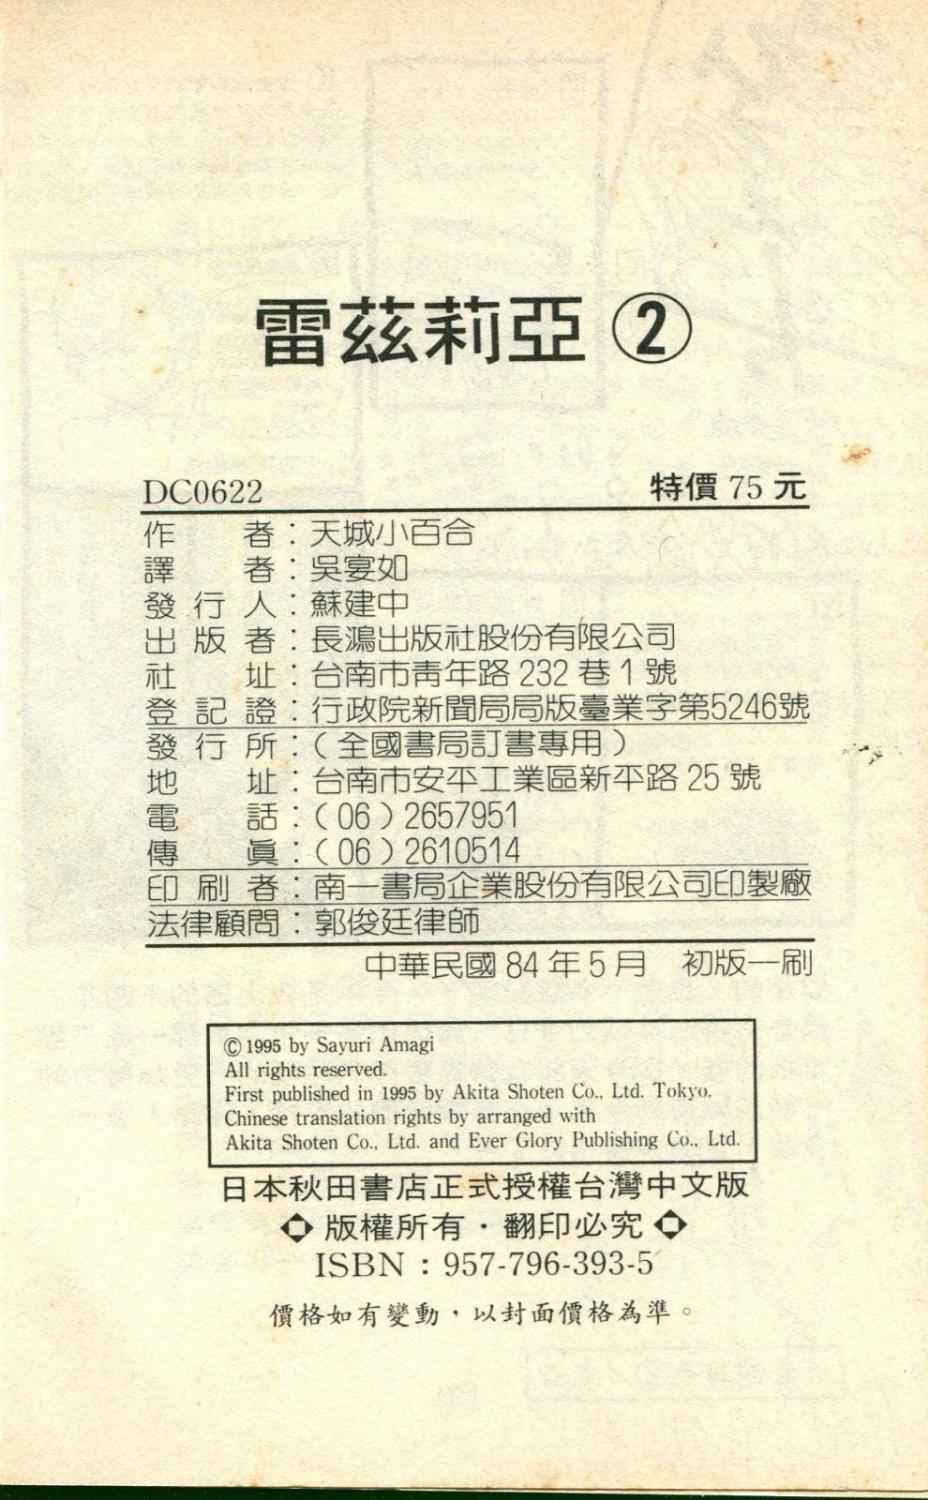 雷茲莉亞 ②
DC0622 特價 75 元
作者：天城小百合
譯者：吳宴如
發行人：蘇建中
出版者：長鴻出版社股份有限公司
社址：台南市青年路 232 巷 1 號
登記證：行政院新聞局局版臺業字第5246號
發行所：（全國書局訂書專用）
地址：台南市安平工業區新平路 25 號
電話：（06）2657951
傳眞：（06）2610514
印刷者：南一書局企業股份有限公司印製廠
法律顧問：郭俊廷律師
中華民國 84 年 5 月　初版一刷
© 1995 by Sayuri Amagi
All rights reserved.
First published in 1995 by Akita Shoten Co., Ltd. Tokyo.
Chinese translation rights by arranged with
Akita Shoten Co., Ltd. and Ever Glory Publishing Co., Ltd.
日本秋田書店正式授權台灣中文版
◇ 版權所有・翻印必究 ◇
ISBN：957-796-393-5
價格如有變動，以封面價格為準。